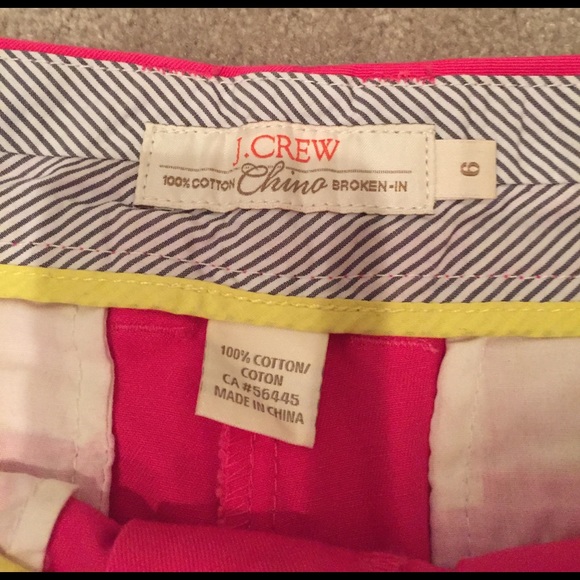 J.CREW
100% COTTON Chino BROKEN-IN
6
100% COTTON/
COTON
CA #56445
MADE IN CHINA